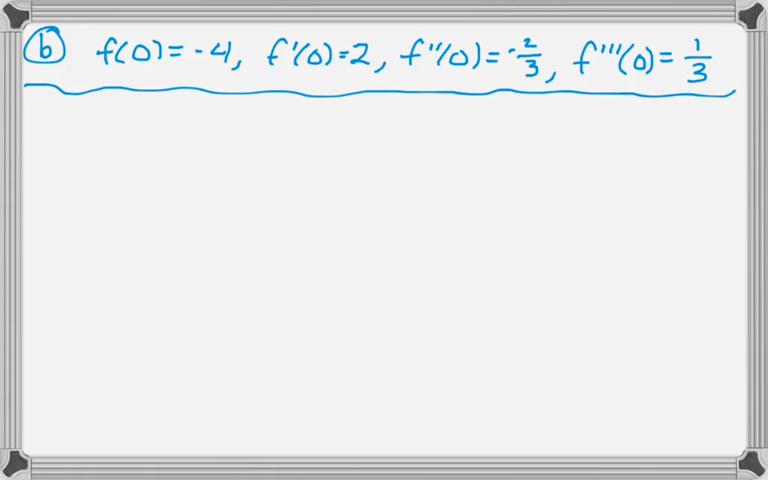 b f(0) = -4, f'(0) = 2, f''(0) = -2/3, f'''(0) = 1/3